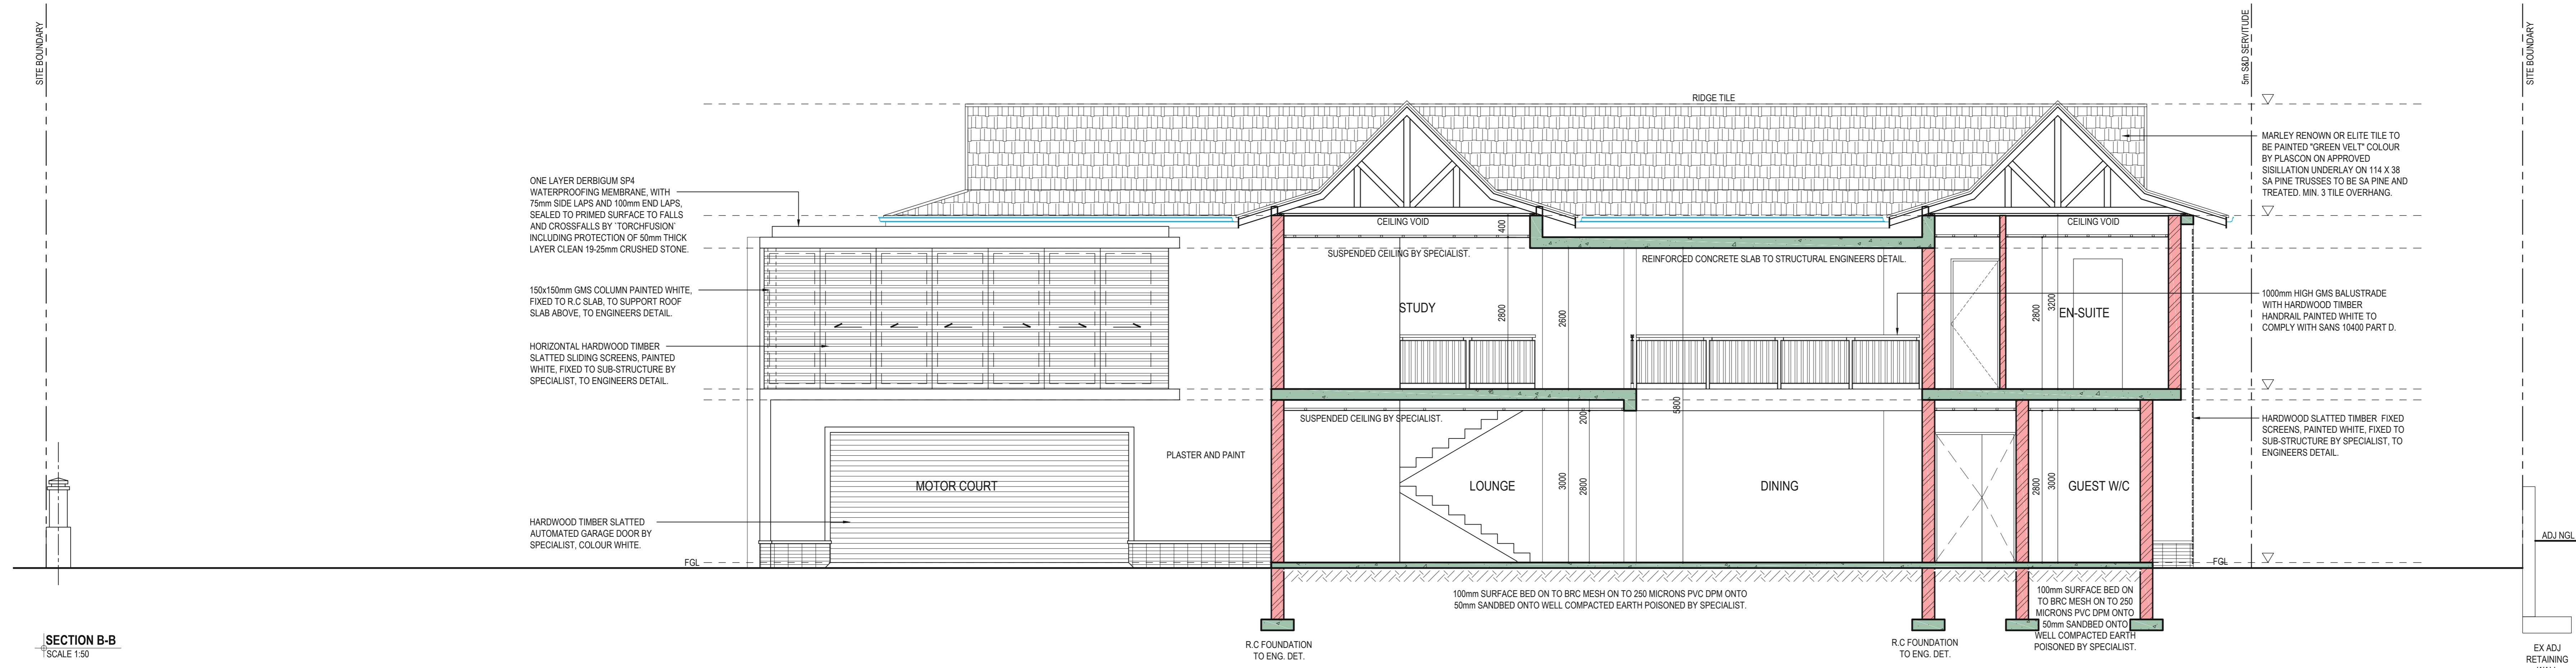 SITE BOUNDARY
5m S&D SERVITUDE
SITE BOUNDARY
RIDGE TILE
MARLEY RENOWN OR ELITE TILE TO
BE PAINTED "GREEN VELT" COLOUR
BY PLASCON ON APPROVED
SISILLATION UNDERLAY ON 114 X 38
SA PINE TRUSSES TO BE SA PINE AND
TREATED. MIN. 3 TILE OVERHANG.
ONE LAYER DERBIGUM SP4
WATERPROOFING MEMBRANE, WITH
75mm SIDE LAPS AND 100mm END LAPS,
SEALED TO PRIMED SURFACE TO FALLS
AND CROSSFALLS BY `TORCHFUSION`
INCLUDING PROTECTION OF 50mm THICK
LAYER CLEAN 19-25mm CRUSHED STONE.
CEILING VOID
400
CEILING VOID
SUSPENDED CEILING BY SPECIALIST.
REINFORCED CONCRETE SLAB TO STRUCTURAL ENGINEERS DETAIL.
150x150mm GMS COLUMN PAINTED WHITE,
FIXED TO R.C SLAB, TO SUPPORT ROOF
SLAB ABOVE, TO ENGINEERS DETAIL.
STUDY
2800
2600
2800
3200
EN-SUITE
1000mm HIGH GMS BALUSTRADE
WITH HARDWOOD TIMBER
HANDRAIL PAINTED WHITE TO
COMPLY WITH SANS 10400 PART D.
HORIZONTAL HARDWOOD TIMBER
SLATTED SLIDING SCREENS, PAINTED
WHITE, FIXED TO SUB-STRUCTURE BY
SPECIALIST, TO ENGINEERS DETAIL.
SUSPENDED CEILING BY SPECIALIST.
200
5800
HARDWOOD SLATTED TIMBER FIXED
SCREENS, PAINTED WHITE, FIXED TO
SUB-STRUCTURE BY SPECIALIST, TO
ENGINEERS DETAIL.
PLASTER AND PAINT
MOTOR COURT
LOUNGE
3000
2800
DINING
2800
3000
GUEST W/C
HARDWOOD TIMBER SLATTED
AUTOMATED GARAGE DOOR BY
SPECIALIST, COLOUR WHITE.
ADJ NGL
FGL
FGL
100mm SURFACE BED ON TO BRC MESH ON TO 250 MICRONS PVC DPM ONTO
50mm SANDBED ONTO WELL COMPACTED EARTH POISONED BY SPECIALIST.
100mm SURFACE BED ON
TO BRC MESH ON TO 250
MICRONS PVC DPM ONTO
50mm SANDBED ONTO
WELL COMPACTED EARTH
POISONED BY SPECIALIST.
R.C FOUNDATION
TO ENG. DET.
R.C FOUNDATION
TO ENG. DET.
EX ADJ
RETAINING
SECTION B-B
SCALE 1:50